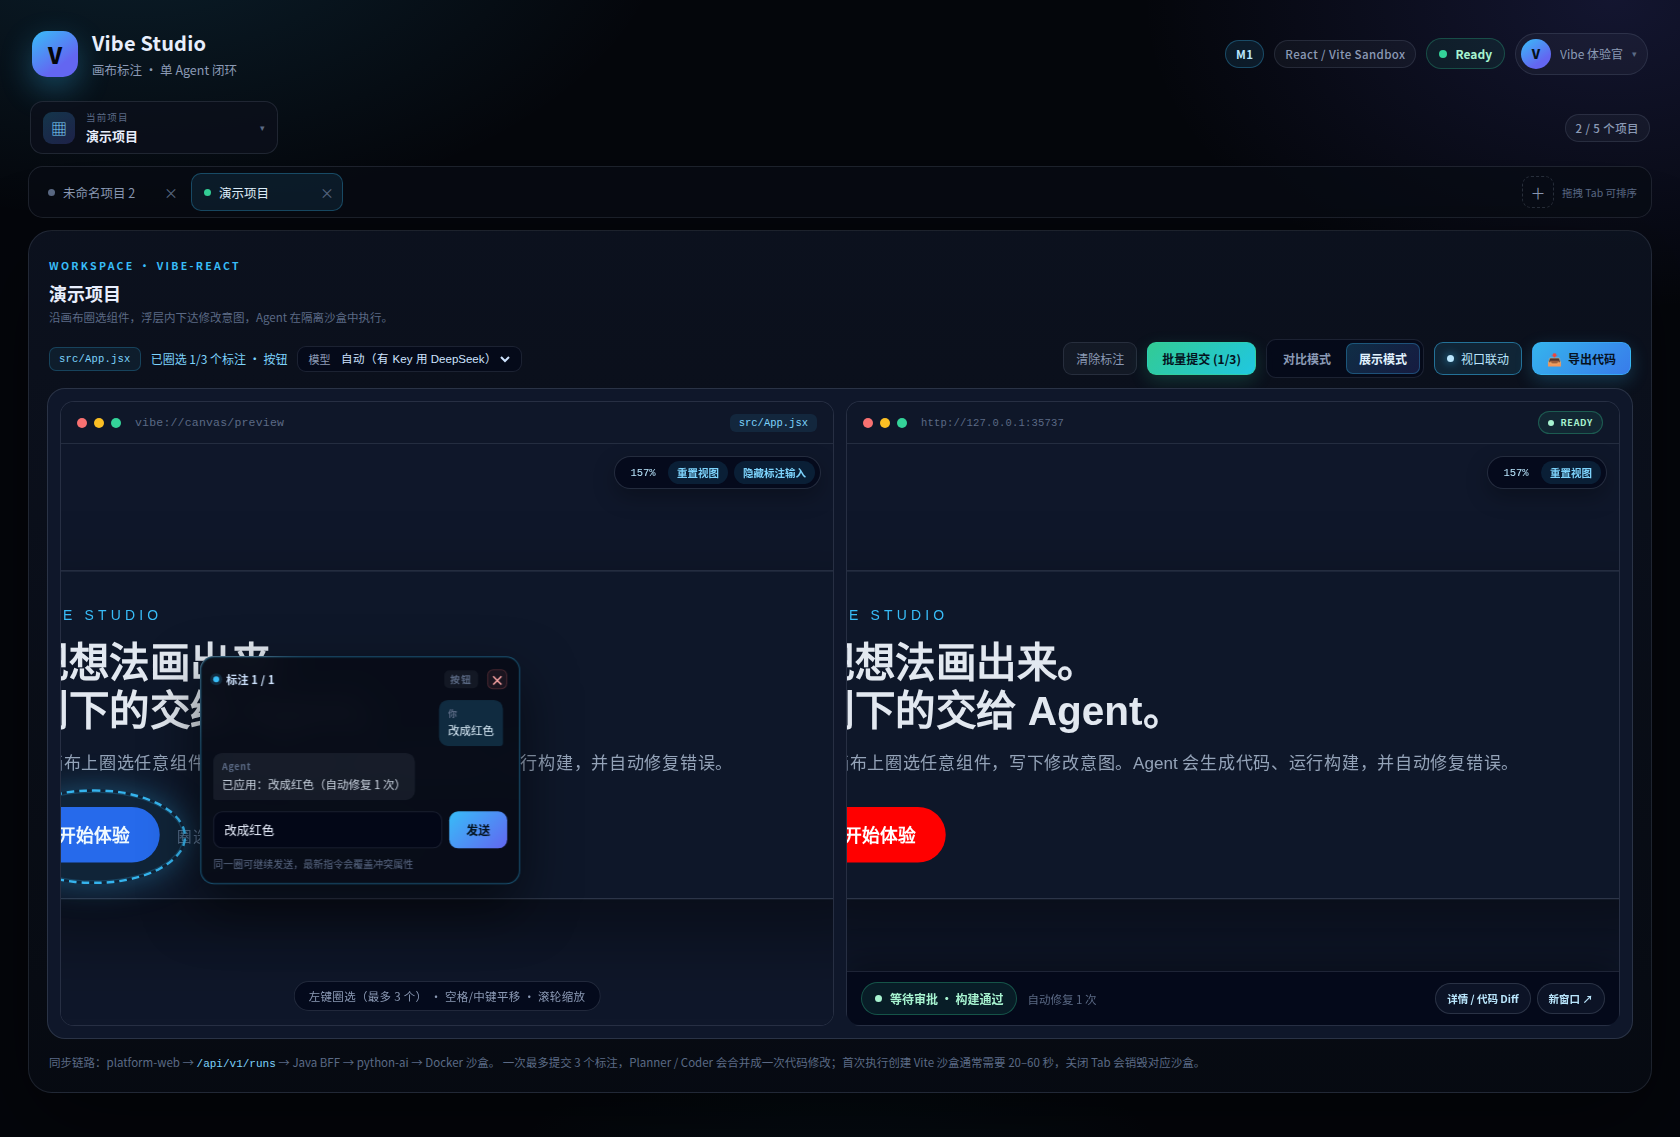 V
Vibe Studio
画布标注 · 单 Agent 闭环
M1
React / Vite Sandbox
Ready
V
Vibe 体验官
当前项目
演示项目
2 / 5 个项目
未命名项目 2
演示项目
拖拽 Tab 可排序
WORKSPACE · VIBE-REACT
演示项目
沿画布圈选组件，浮层内下达修改意图，Agent 在隔离沙盒中执行。
src/App.jsx
已圈选 1/3 个标注 · 按钮
模型
自动（有 Key 用 DeepSeek）
清除标注
批量提交 (1/3)
对比模式
展示模式
视口联动
导出代码
vibe://canvas/preview
src/App.jsx
157%
重置视图
隐藏标注输入
E STUDIO
想法画出来
下的交给
布上圈选任意组件
行构建，并自动修复错误。
开始体验
圈选
标注 1 / 1
按钮
你
改成红色
Agent
已应用：改成红色（自动修复 1 次）
改成红色
发送
同一圈可继续发送，最新指令会覆盖冲突属性
左键圈选（最多 3 个） · 空格/中键平移 · 滚轮缩放
http://127.0.0.1:35737
READY
157%
重置视图
E STUDIO
想法画出来。
下的交给 Agent。
布上圈选任意组件，写下修改意图。Agent 会生成代码、运行构建，并自动修复错误。
开始体验
等待审批 · 构建通过
自动修复 1 次
详情 / 代码 Diff
新窗口 ↗
同步链路：platform-web → /api/v1/runs → Java BFF → python-ai → Docker 沙盒。 一次最多提交 3 个标注，Planner / Coder 会合并成一次代码修改；首次执行创建 Vite 沙盒通常需要 20–60 秒，关闭 Tab 会销毁对应沙盒。